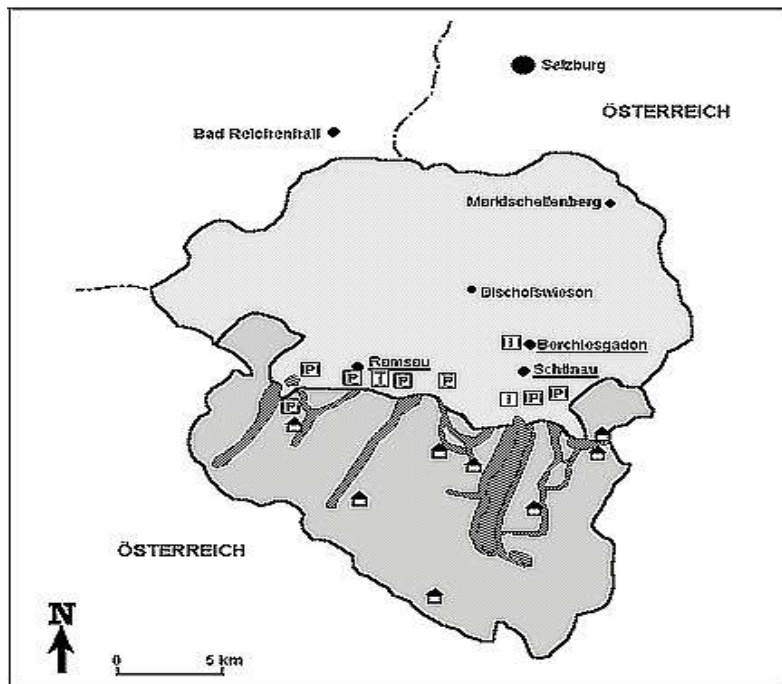 Salzburg
ÖSTERREICH
Bad Reichenhall
Marktschellenberg
Bischofswiesen
I Berchtesgaden
Ramsau
Schönau
P
P I P P
I P P
P
ÖSTERREICH
N
0 5 km